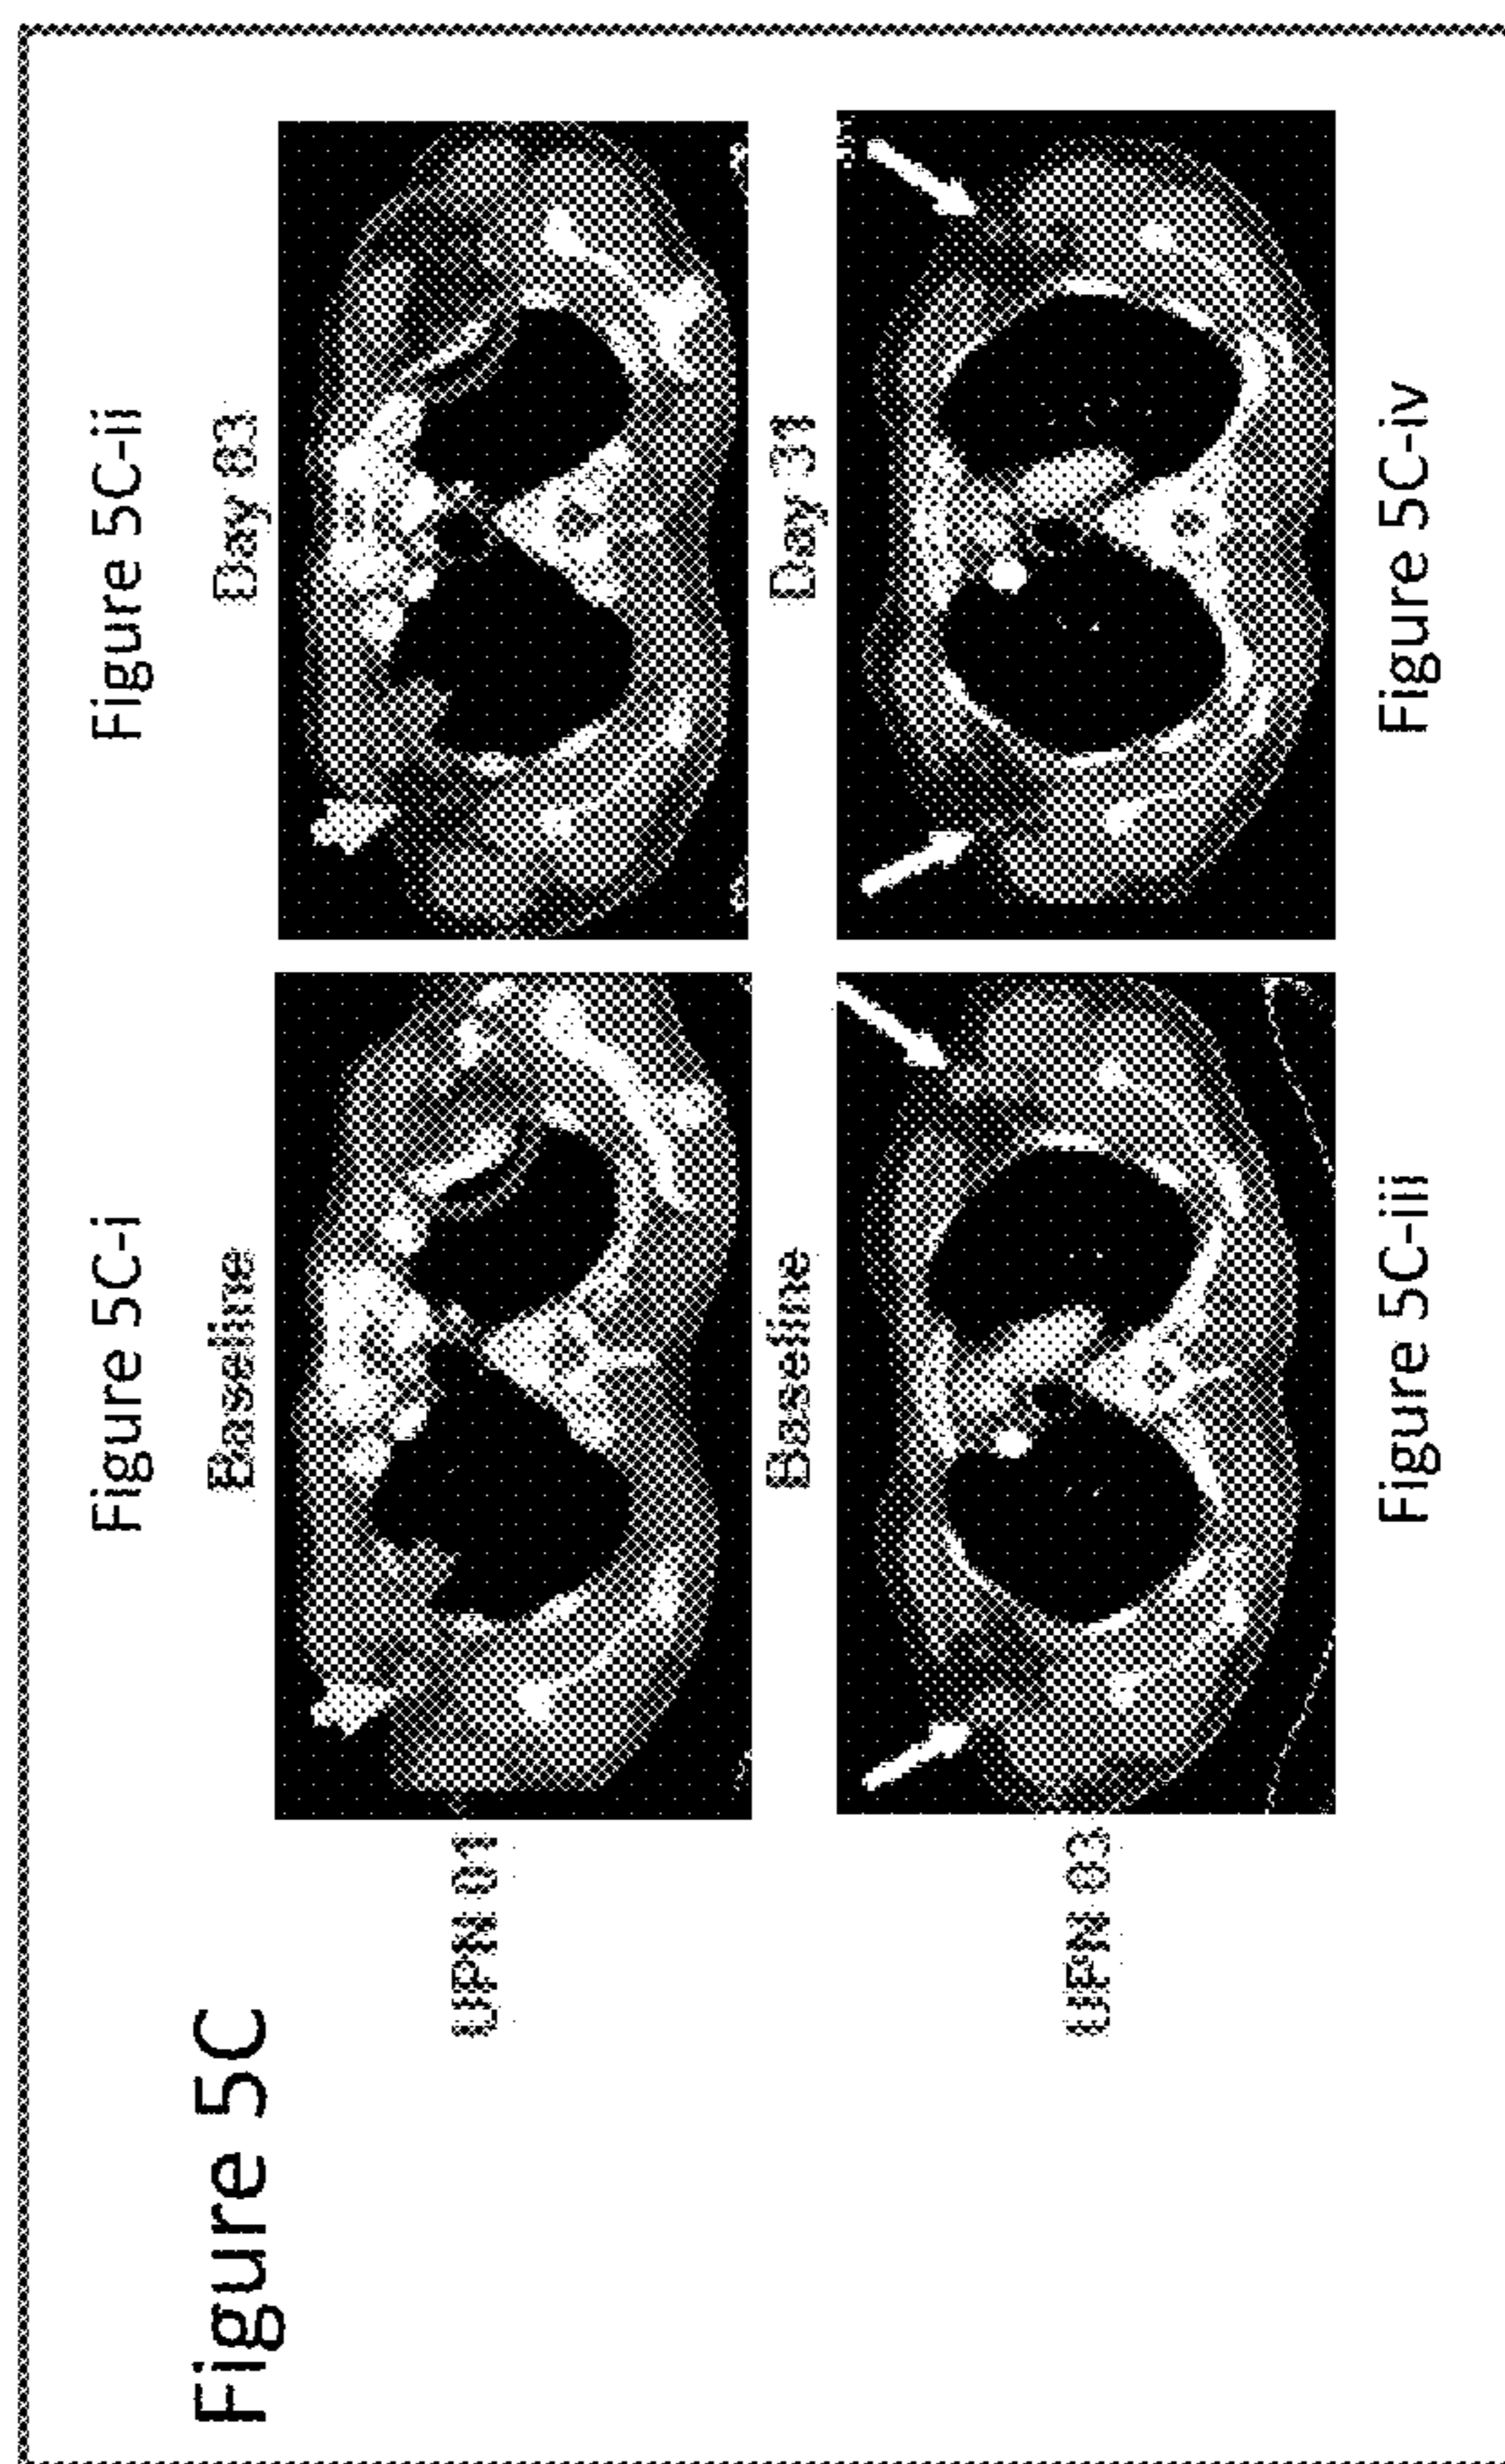 Figure 5C
Figure 5C-i
Figure 5C-ii
Baseline
Day 83
UPN 01
Baseline
Day 31
UPN 03
Figure 5C-iii
Figure 5C-iv